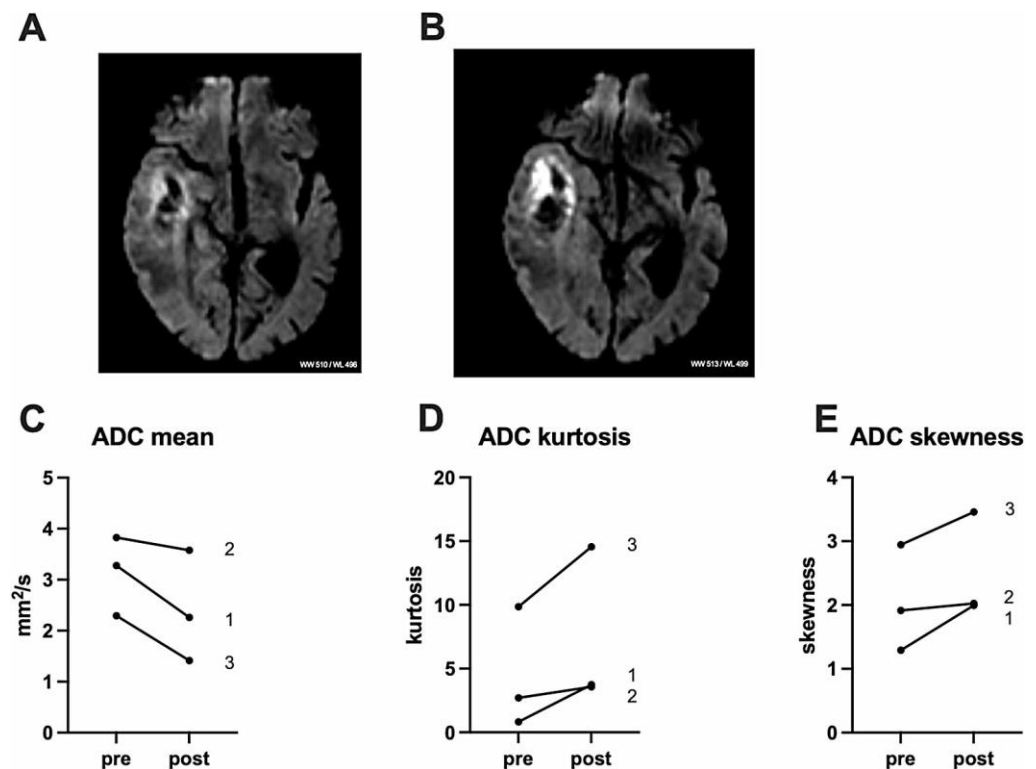 A
B
WW 510 / WL 496
WW 513 / WL 499
C
ADC mean
mm²/s
5
4
3
2
1
0
2
1
3
pre post
D
ADC kurtosis
kurtosis
20
15
10
5
0
3
1
2
pre post
E
ADC skewness
skewness
4
3
2
1
0
3
2
1
pre post